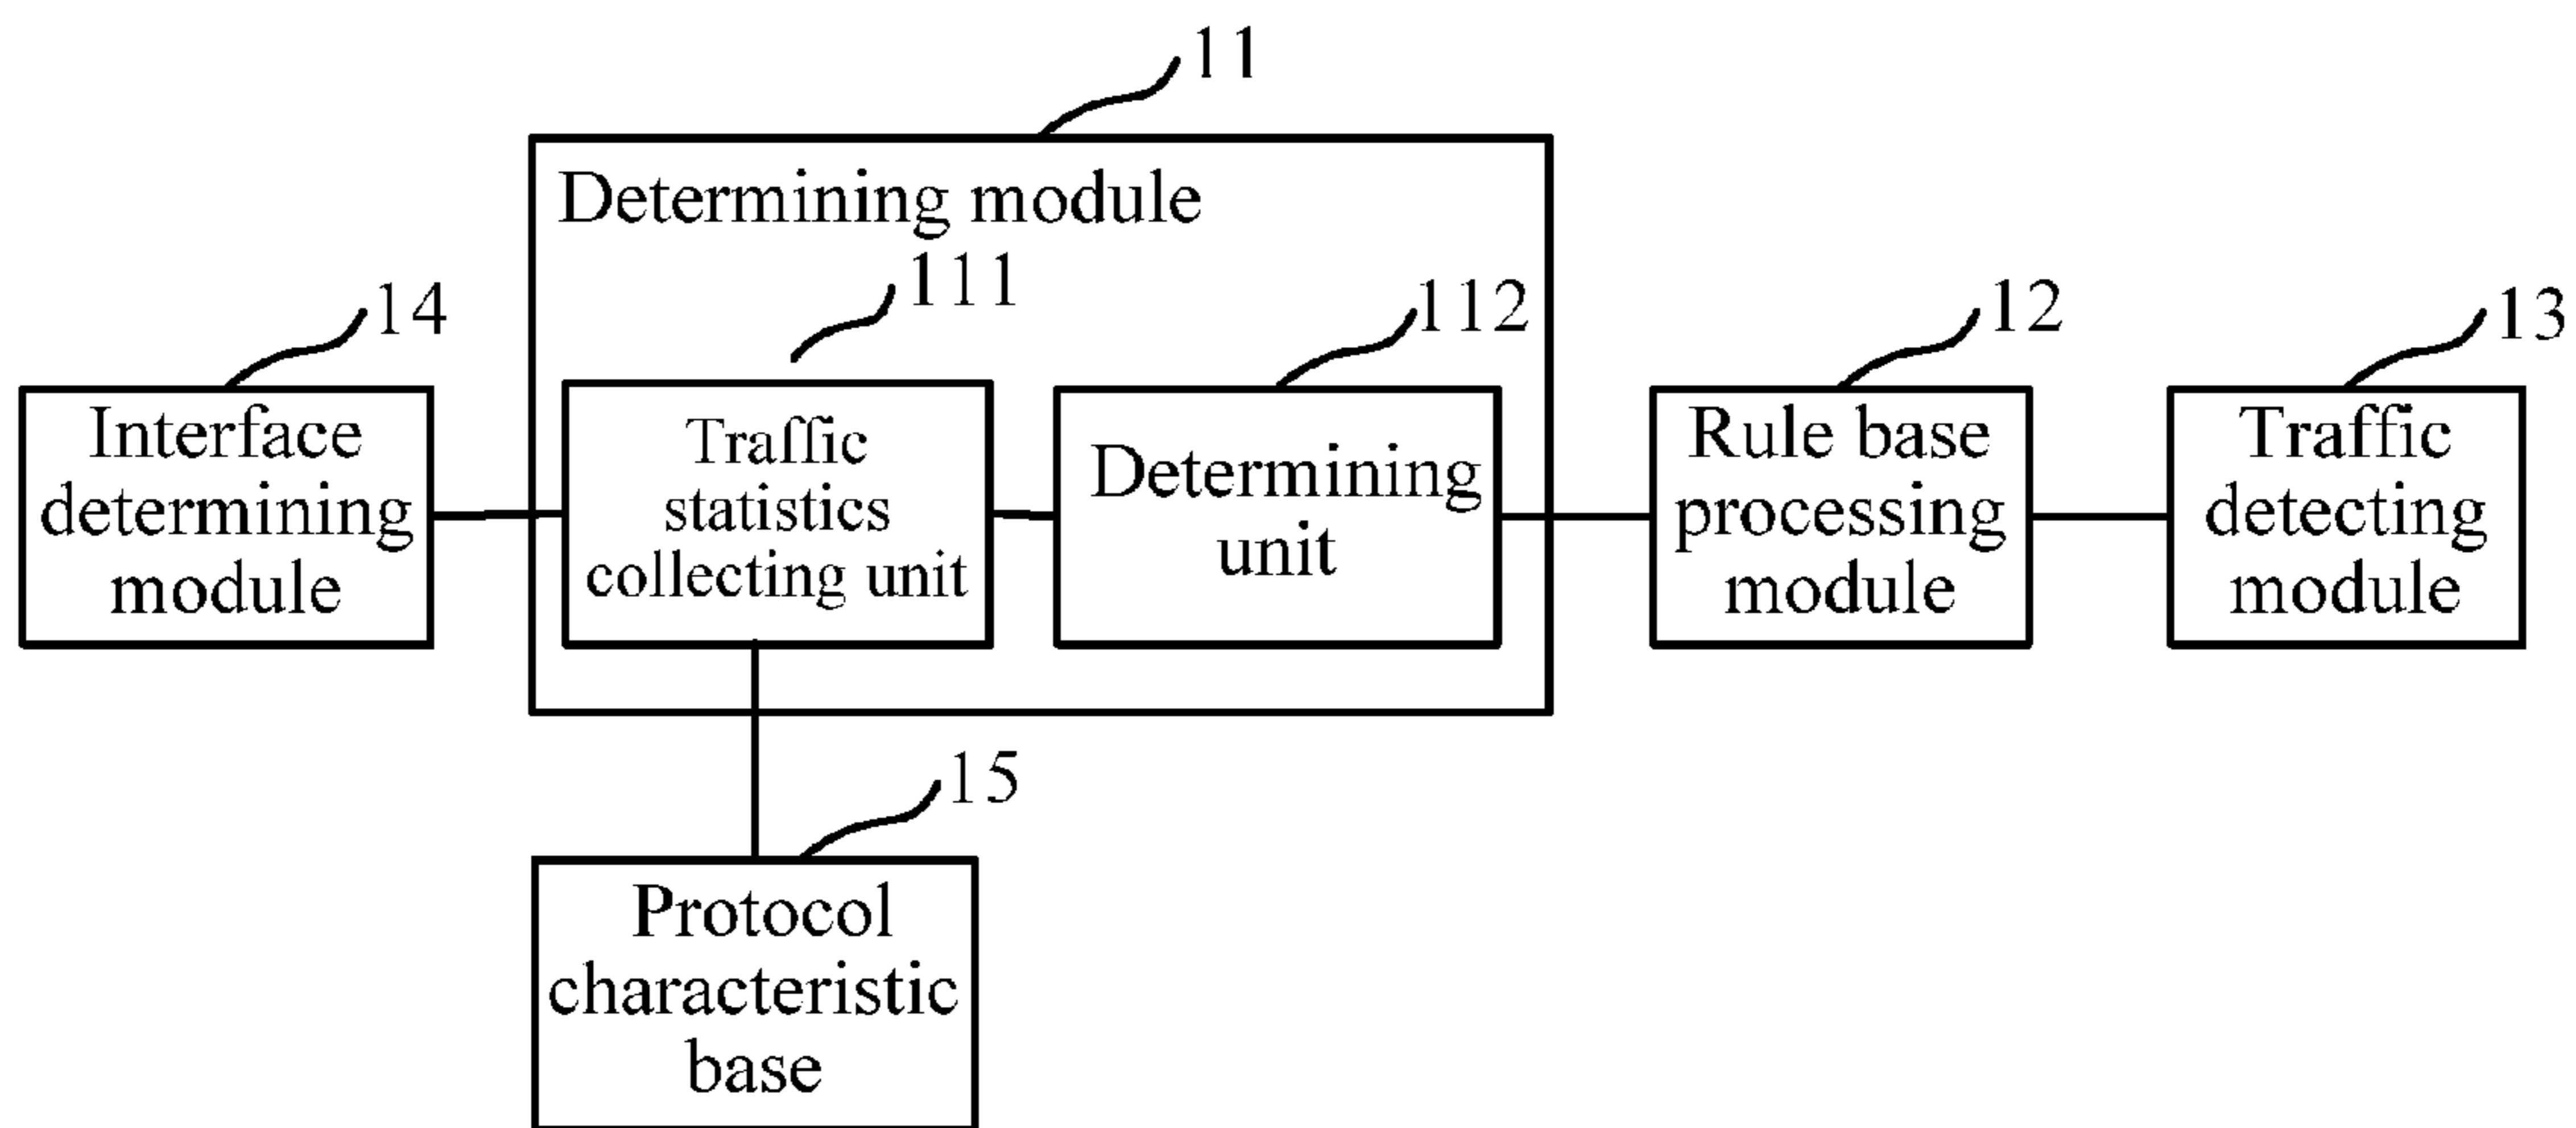 11
Determining module
111
14
112
12
13
Interface
determining
module
Traffic
statistics
collecting unit
Determining
unit
Rule base
processing
module
Traffic
detecting
module
15
Protocol
characteristic
base